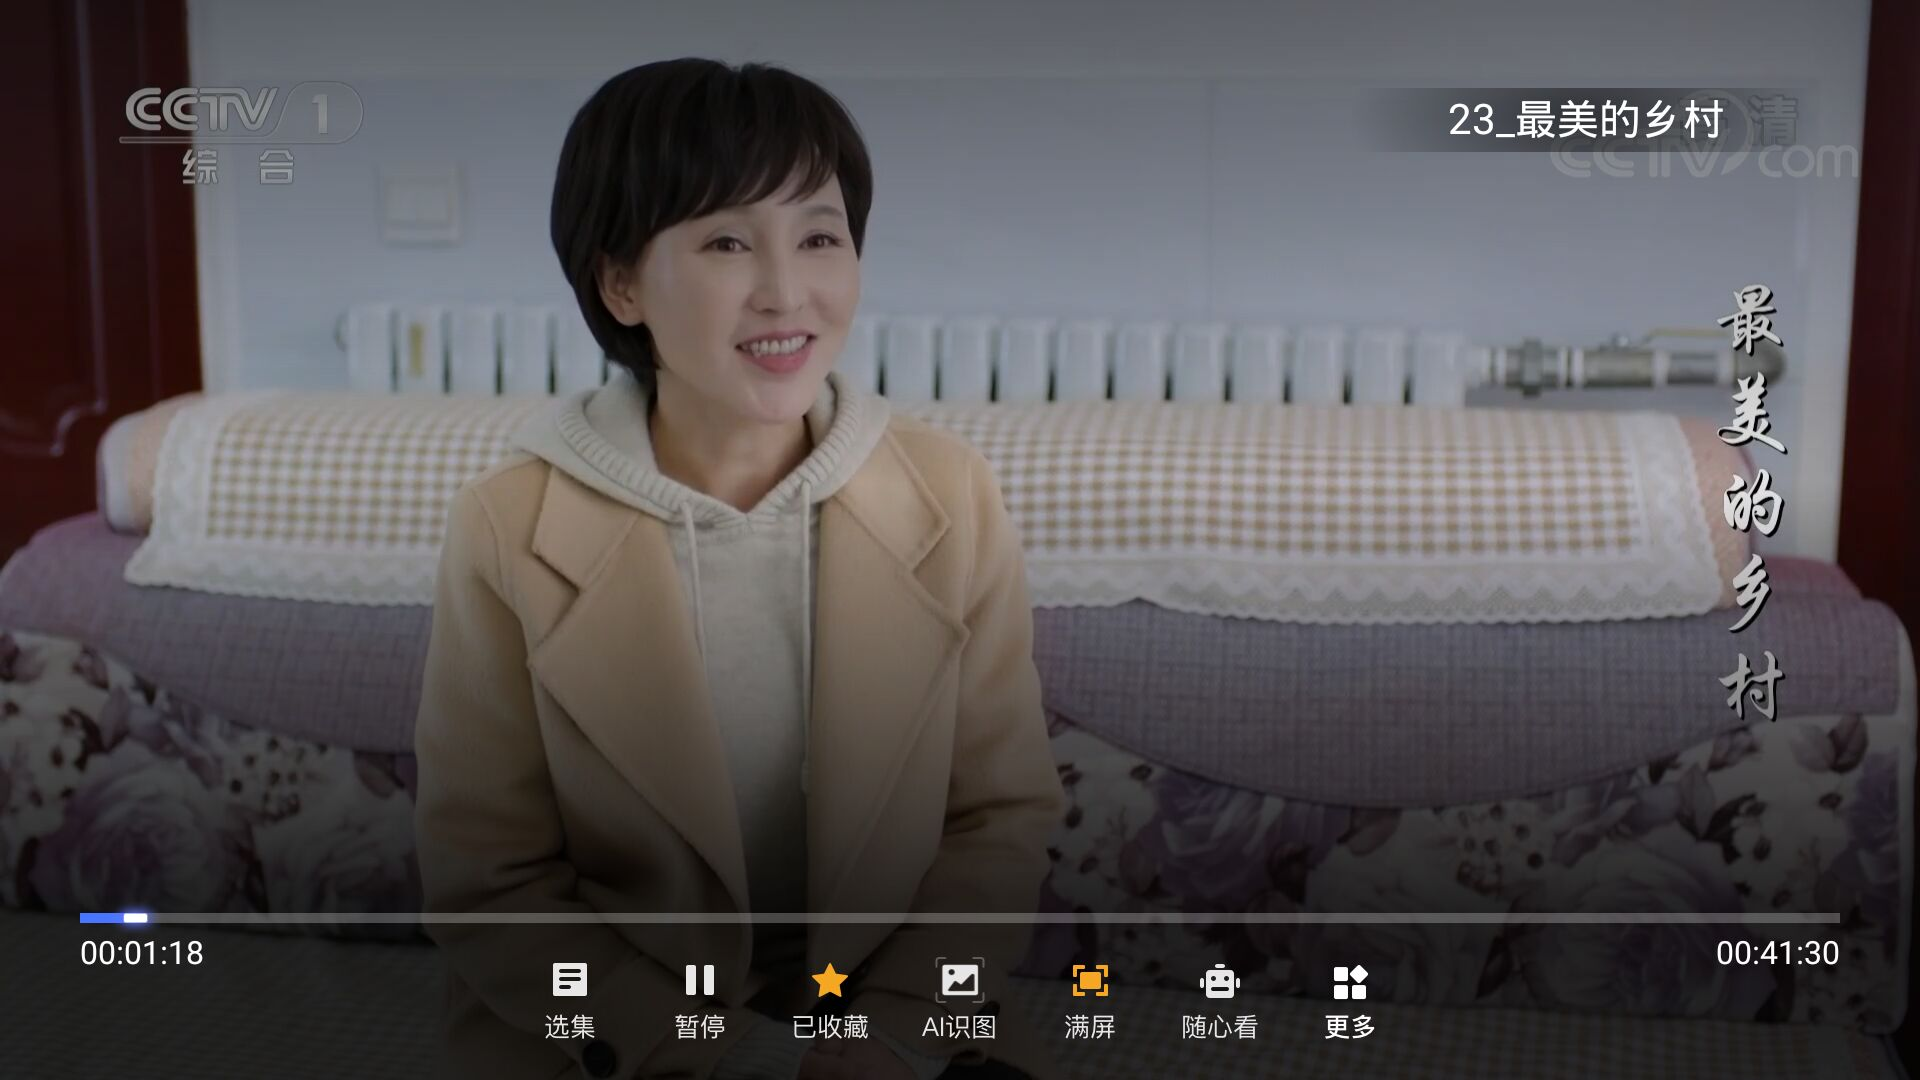 CCTV 1
综合
23_最美的乡村
清
CCTV.com
最美的乡村
00:01:18
00:41:30
选集
暂停
已收藏
AI识图
满屏
随心看
更多